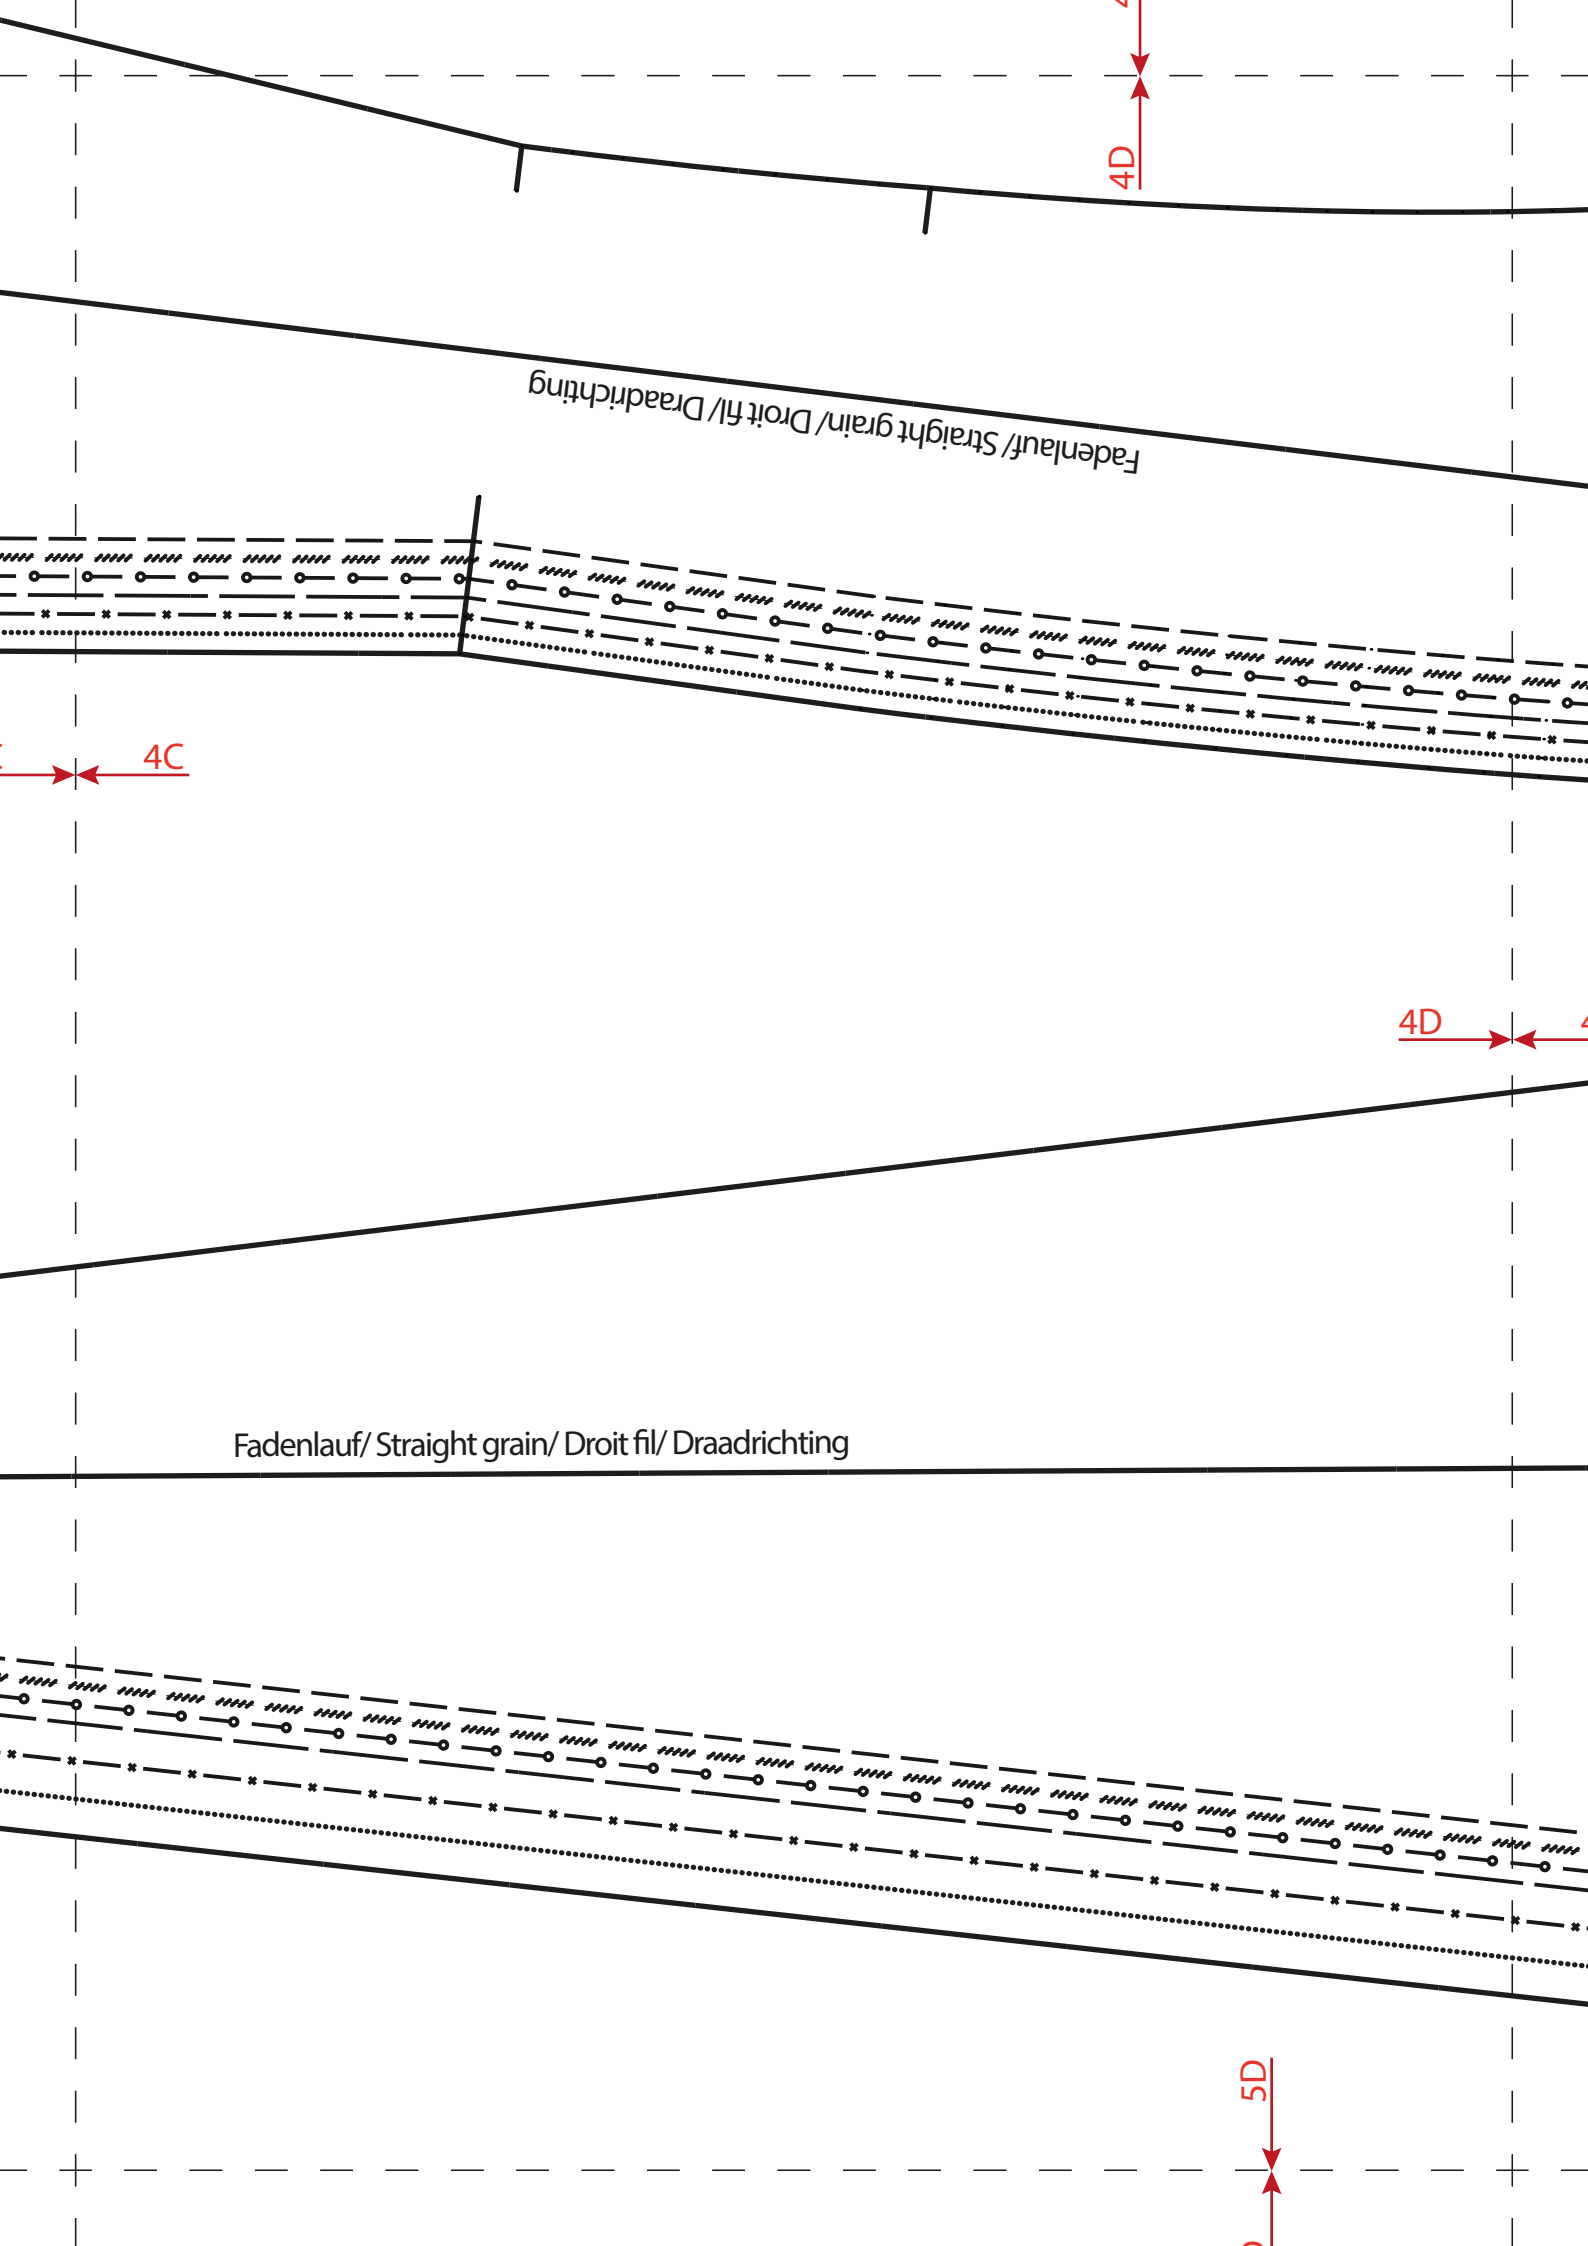 4D
Fadenlauf/ Straight grain/ Droit fil/ Draadrichting
4C
4D
Fadenlauf/ Straight grain/ Droit fil/ Draadrichting
5D